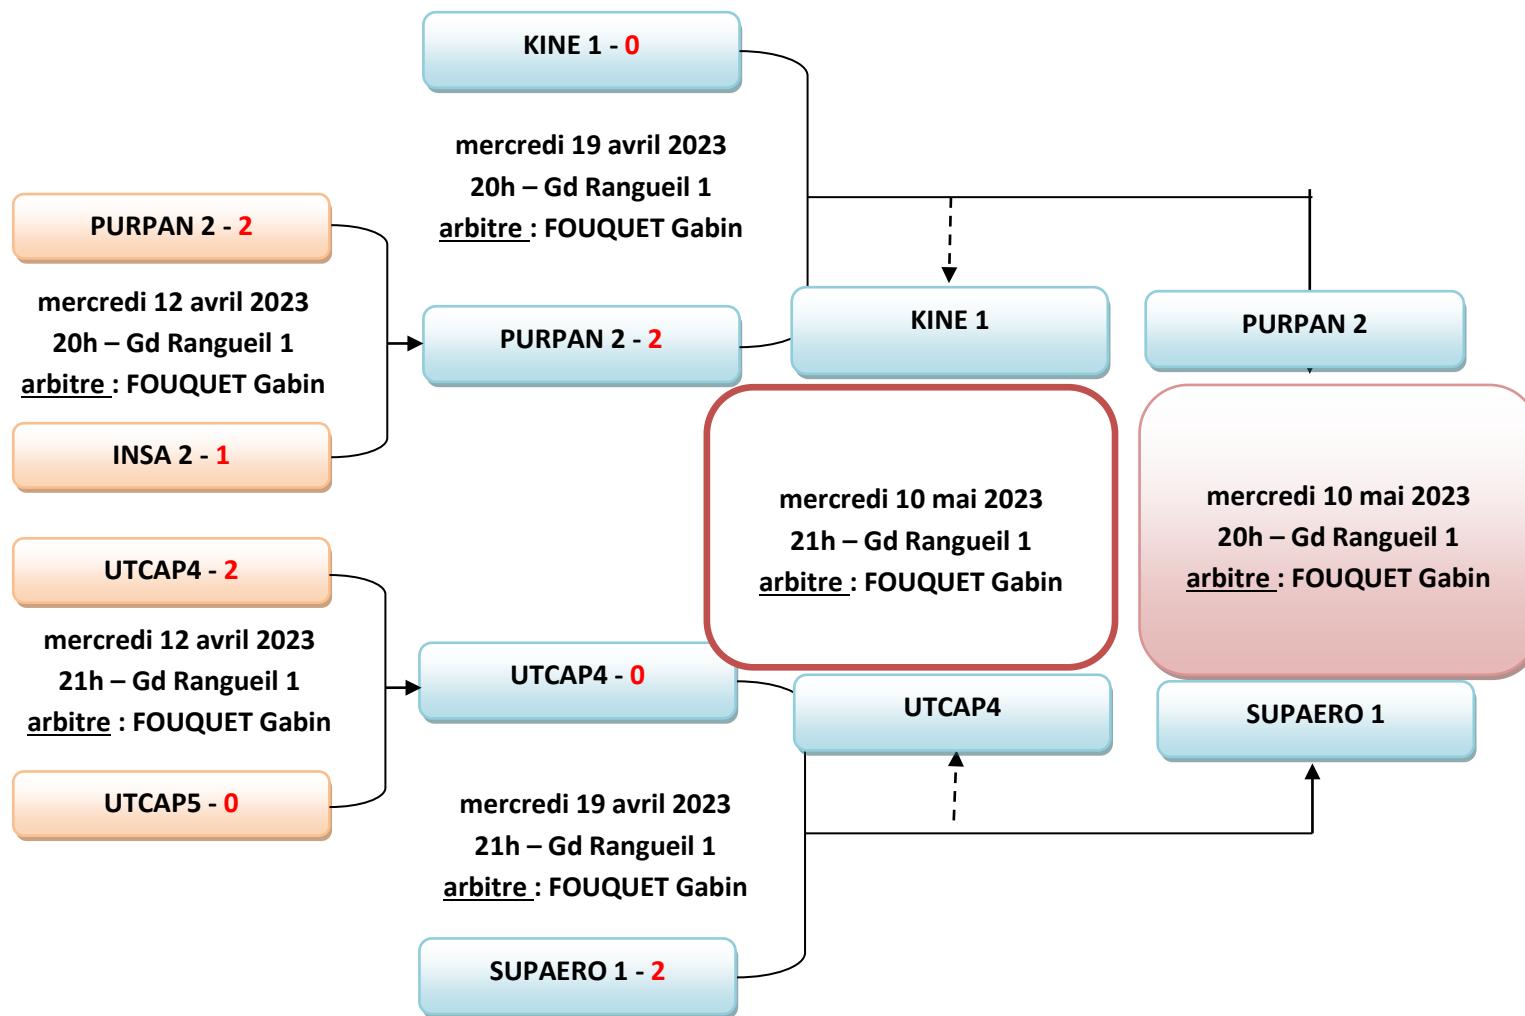 KINE 1 - 0
mercredi 19 avril 2023
20h – Gd Rangueil 1
arbitre : FOUQUET Gabin
PURPAN 2 - 2
mercredi 12 avril 2023
20h – Gd Rangueil 1
arbitre : FOUQUET Gabin
INSA 2 - 1
PURPAN 2 - 2
KINE 1
PURPAN 2
mercredi 10 mai 2023
21h – Gd Rangueil 1
arbitre : FOUQUET Gabin
mercredi 10 mai 2023
20h – Gd Rangueil 1
arbitre : FOUQUET Gabin
UTCAP4 - 2
mercredi 12 avril 2023
21h – Gd Rangueil 1
arbitre : FOUQUET Gabin
UTCAP5 - 0
UTCAP4 - 0
UTCAP4
SUPAERO 1
mercredi 19 avril 2023
21h – Gd Rangueil 1
arbitre : FOUQUET Gabin
SUPAERO 1 - 2